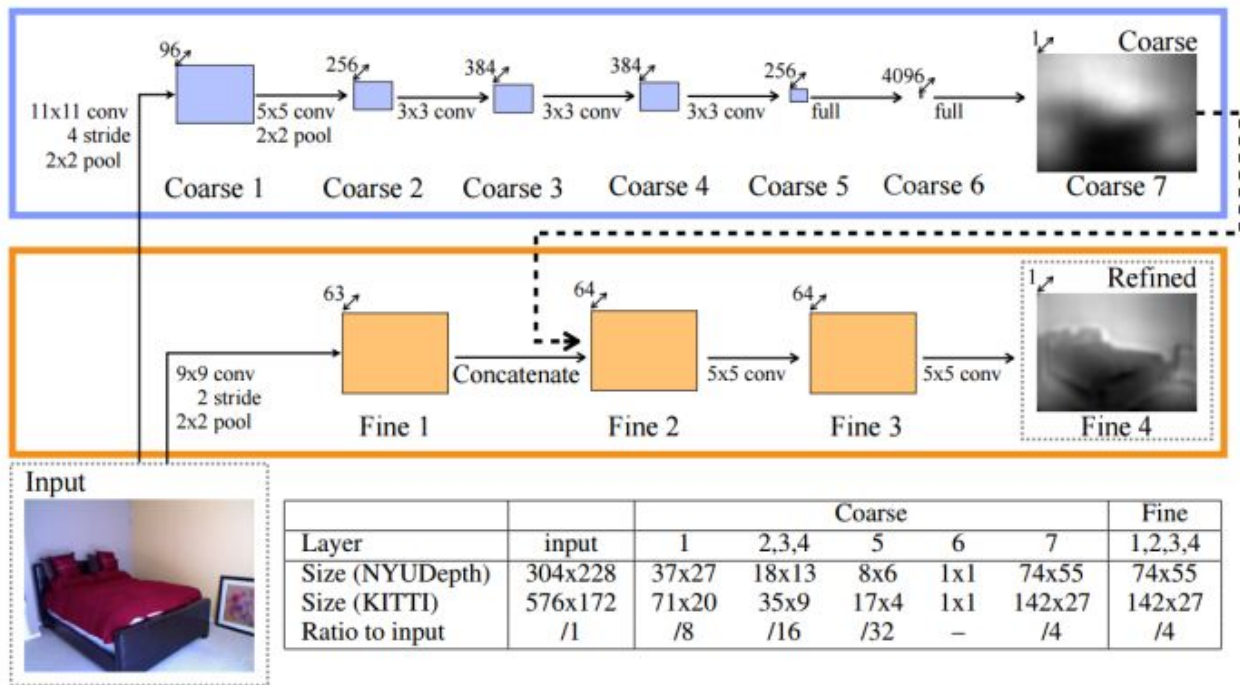 96
256
384
384
256
4096
1
Coarse
11x11 conv
4 stride
2x2 pool
5x5 conv
2x2 pool
3x3 conv
3x3 conv
3x3 conv
full
full
Coarse 1
Coarse 2
Coarse 3
Coarse 4
Coarse 5
Coarse 6
Coarse 7
63
64
64
1
Refined
9x9 conv
2 stride
2x2 pool
Concatenate
5x5 conv
5x5 conv
Fine 1
Fine 2
Fine 3
Fine 4
Input
Coarse Fine
Layer input 1 2,3,4 5 6 7 1,2,3,4
Size (NYUDepth) 304x228 37x27 18x13 8x6 1x1 74x55 74x55
Size (KITTI) 576x172 71x20 35x9 17x4 1x1 142x27 142x27
Ratio to input /1 /8 /16 /32 – /4 /4